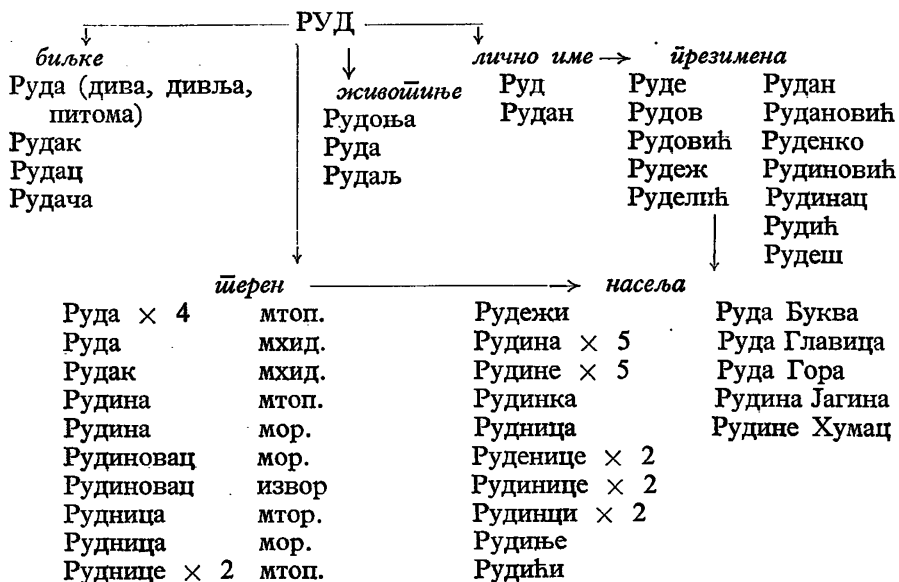 РУД
биљке
Руда (дива, дивља,
питома)
Рудак
Рудац
Рудача
животиње
Рудоња
Руда
Рудаљ
лично име → презимена
Руд Руде Рудан
Рудан Рудов Рудановић
Рудовић Руденко
Рудеж Рудиновић
Руделић Рудинац
Рудић
Рудеш
терен → насеља
Руда × 4 мтоп. Рудежи Руда Буква
Руда мхид. Рудина × 5 Руда Главица
Рудак мхид. Рудине × 5 Руда Гора
Рудина мтоп. Рудинка Рудина Јагина
Рудина мор. Рудница Рудине Хумац
Рудиновац мор. Руденице × 2
Рудиновац извор Рудинице × 2
Рудница мтор. Рудинци × 2
Рудница мор. Рудиње
Руднице × 2 мтоп. Рудићи